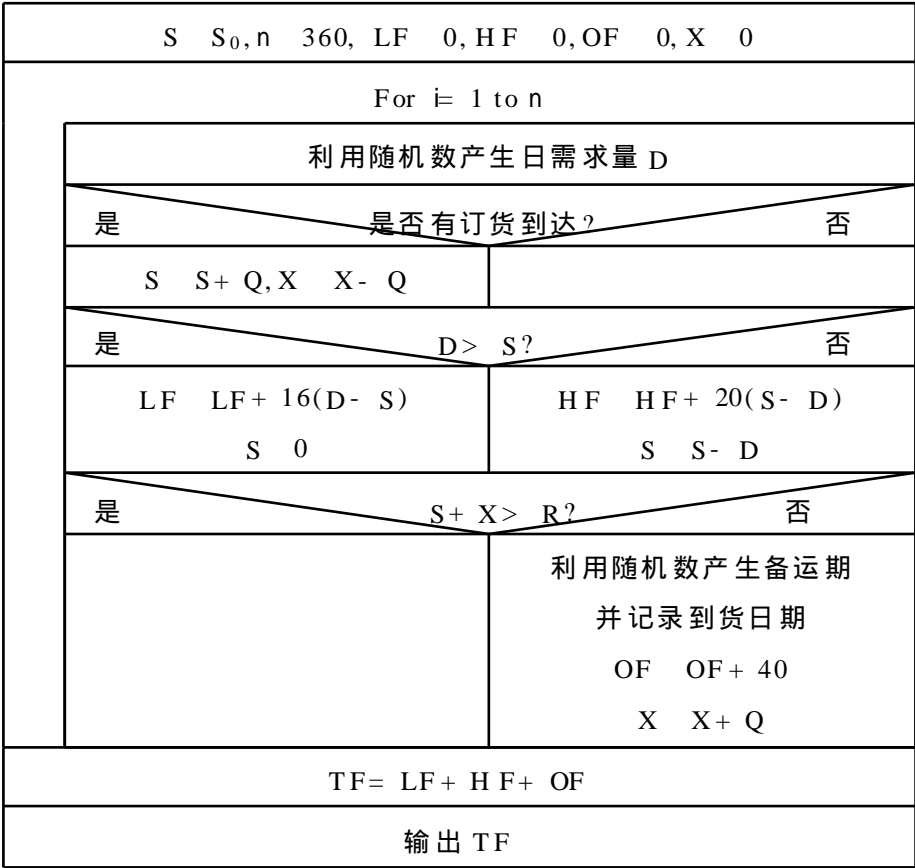 S S₀,n 360, LF 0,HF 0,OF 0,X 0
For i= 1 to n
利用随机数产生日需求量 D
是 是否有订货到达? 否
S S+ Q,X X- Q
是 D> S? 否
LF LF+ 16(D- S) HF HF+ 20(S- D)
S 0 S S- D
是 S+ X> R? 否
利用随机数产生备运期
并记录到货日期
OF OF+ 40
X X+ Q
TF= LF+ HF+ OF
输出 TF